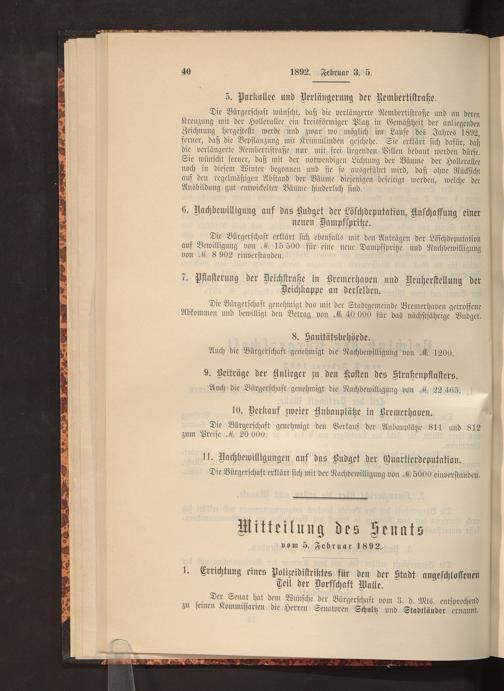 40
1892. Februar 3. 5.
5. Parkallee und Verlängerung der Rembertistraße.
Die Bürgerschaft wünscht, daß die verlängerte Rembertistraße und an deren
Kreuzung mit der Hollerallee ein kreisförmiger Platz in Gemäßheit der anliegenden
Zeichnung hergestellt werde und zwar wo möglich im Laufe des Jahres 1892,
ferner, daß die Bepflanzung mit Krimmlinden geschehe. Sie erklärt sich dafür, daß
die verlängerte Rembertistraße nur mit frei liegenden Villen bebaut werden dürfe.
Sie wünscht ferner, daß mit der notwendigen Lichtung der Bäume der Hollerallee
noch in diesem Winter begonnen und sie so ausgeführt wird, daß ohne Rücksicht
auf den regelmäßigen Abstand der Bäume diejenigen beseitigt werden, welche der
Ausbildung gut entwickelter Bäume hinderlich sind.
6. Nachbewilligung auf das Budget der Löschdeputation, Anschaffung einer
neuen Dampfspritze.
Die Bürgerschaft erklärt sich ebenfalls mit den Anträgen der Löschdeputation
auf Bewilligung von ℳ 15 500 für eine neue Dampfspritze und Nachbewilligung
von ℳ 8 902 einverstanden.
7. Pflasterung der Deichstraße in Bremerhaven und Neuherstellung der
Deichkappe an derselben.
Die Bürgerschaft genehmigt das mit der Stadtgemeinde Bremerhaven getroffene
Abkommen und bewilligt den Betrag von ℳ 40 000 für das nächstjährige Budget.
8. Sanitätsbehörde.
Auch die Bürgerschaft genehmigt die Nachbewilligung von ℳ 1200.
9. Beiträge der Anlieger zu den Kosten des Straßenpflasters.
Auch die Bürgerschaft genehmigt die Nachbewilligung von ℳ 22 465.
10. Verkauf zweier Anbauplätze in Bremerhaven.
Die Bürgerschaft genehmigt den Verkauf der Anbauplätze 811 und 812
zum Preise ℳ 20 000.
11. Nachbewilligungen auf das Budget der Quartierdeputation.
Die Bürgerschaft erklärt sich mit der Nachbewilligung von ℳ 5000 einverstanden.
Mitteilung des Senats
vom 5. Februar 1892.
1. Errichtung eines Polizeidistriktes für den der Stadt angeschlossenen
Teil der Dorfschaft Walle.
Der Senat hat dem Wunsche der Bürgerschaft vom 3. d. Mts. entsprechend
zu seinen Kommissarien die Herren Senatoren Schultz und Stadtländer ernannt.